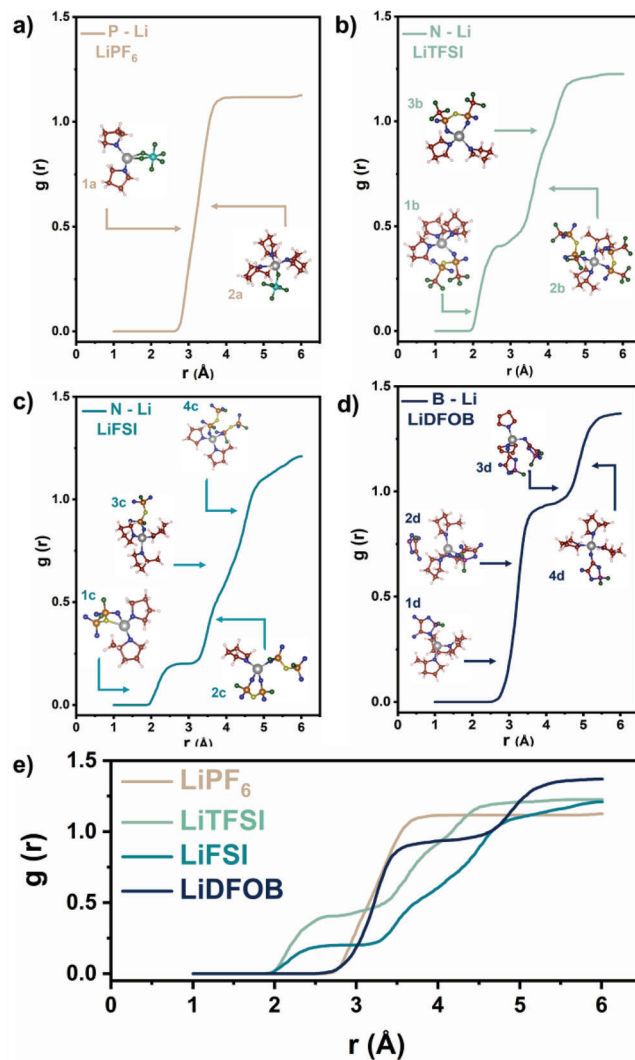 a)
P - Li
LiPF6
1.5
1.0
0.5
0.0
g (r)
1a
2a
0 1 2 3 4 5 6
r (Å)
b)
N - Li
LiTFSI
1.5
1.0
0.5
0.0
g (r)
3b
1b
2b
0 1 2 3 4 5 6
r (Å)
c)
N - Li
LiFSI
1.5
1.0
0.5
0.0
g (r)
4c
3c
1c
2c
0 1 2 3 4 5 6
r (Å)
d)
B - Li
LiDFOB
1.5
1.0
0.5
0.0
g (r)
3d
2d
4d
1d
0 1 2 3 4 5 6
r (Å)
e)
LiPF6
LiTFSI
LiFSI
LiDFOB
1.5
1.0
0.5
0.0
g (r)
0 1 2 3 4 5 6
r (Å)